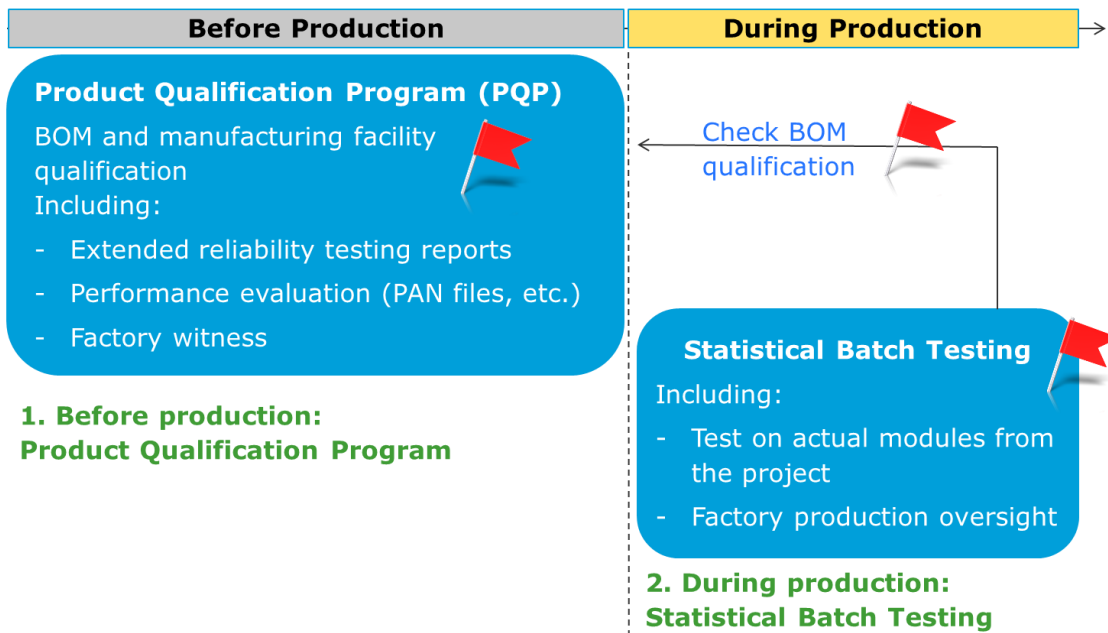 Before Production
During Production
Product Qualification Program (PQP)
BOM and manufacturing facility
qualification
Including:
- Extended reliability testing reports
- Performance evaluation (PAN files, etc.)
- Factory witness
1. Before production:
Product Qualification Program
Check BOM
qualification
Statistical Batch Testing
Including:
- Test on actual modules from
the project
- Factory production oversight
2. During production:
Statistical Batch Testing